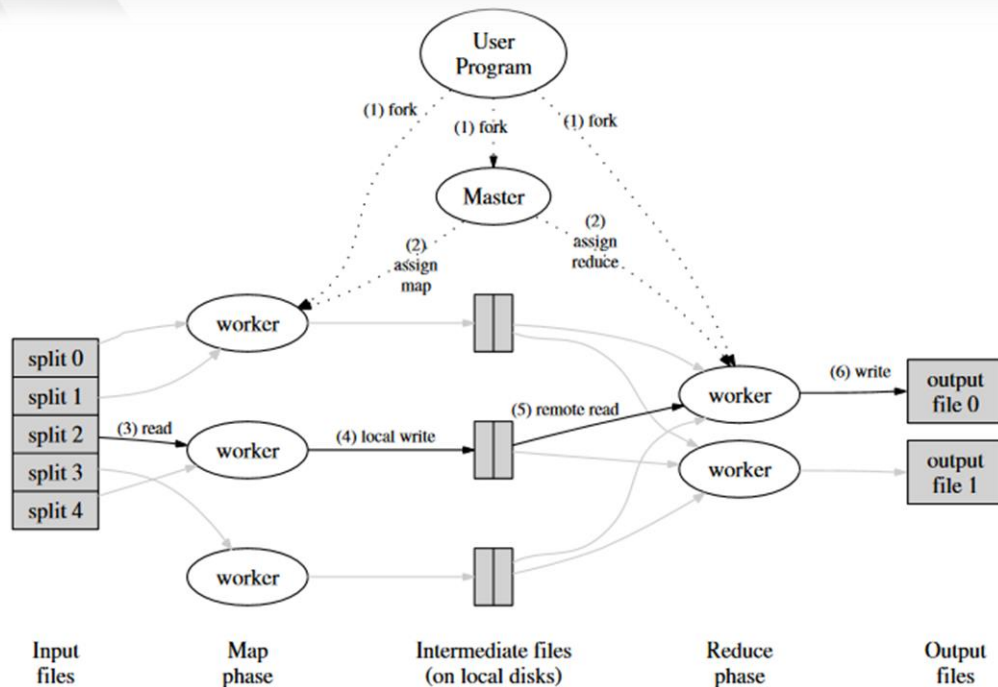 User
Program
(1) fork
(1) fork
(1) fork
Master
(2)
assign
map
(2)
assign
reduce
worker
split 0
split 1
split 2
split 3
split 4
(3) read
worker
(4) local write
(5) remote read
worker
(6) write
output
file 0
worker
output
file 1
worker
Input
files
Map
phase
Intermediate files
(on local disks)
Reduce
phase
Output
files